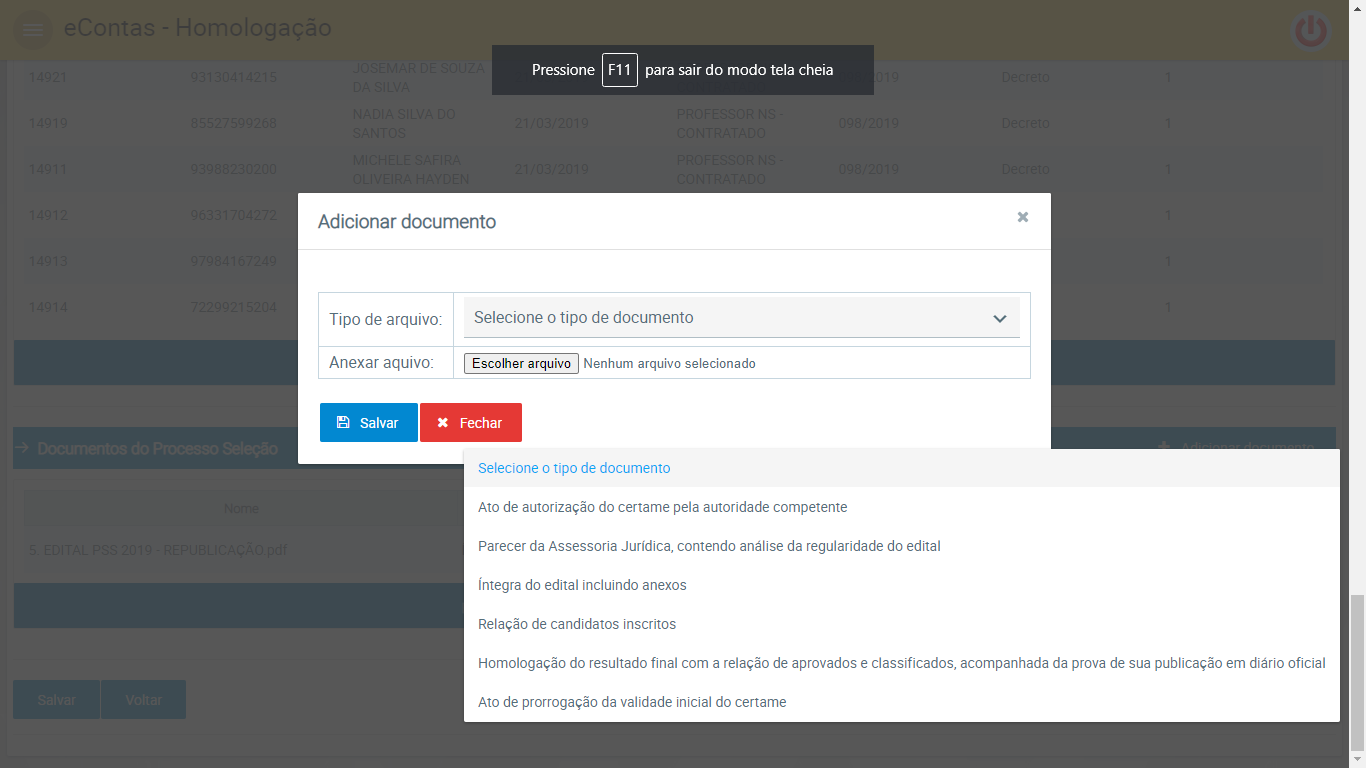 eContas - Homologação
Pressione F11 para sair do modo tela cheia
14921 93130414215 JOSEMAR DE SOUZA DA SILVA Decreto 1
14919 85527599268 NADIA SILVA DO SANTOS 21/03/2019 PROFESSOR NS - CONTRATADO 098/2019 Decreto 1
14911 93988230200 MICHELE SAFIRA OLIVEIRA HAYDEN 21/03/2019 PROFESSOR NS - CONTRATADO 098/2019 Decreto 1
14912 96331704272 1
14913 97984167249 1
14914 72299215204 1
Adicionar documento
Tipo de arquivo: Selecione o tipo de documento
Anexar aquivo: Escolher arquivo Nenhum arquivo selecionado
Salvar Fechar
Documentos do Processo Seleção Adicionar documento
Selecione o tipo de documento
Ato de autorização do certame pela autoridade competente
Parecer da Assessoria Jurídica, contendo análise da regularidade do edital
Íntegra do edital incluindo anexos
Relação de candidatos inscritos
Homologação do resultado final com a relação de aprovados e classificados, acompanhada da prova de sua publicação em diário oficial
Ato de prorrogação da validade inicial do certame
Nome
5. EDITAL PSS 2019 - REPUBLICAÇÃO.pdf
Salvar Voltar